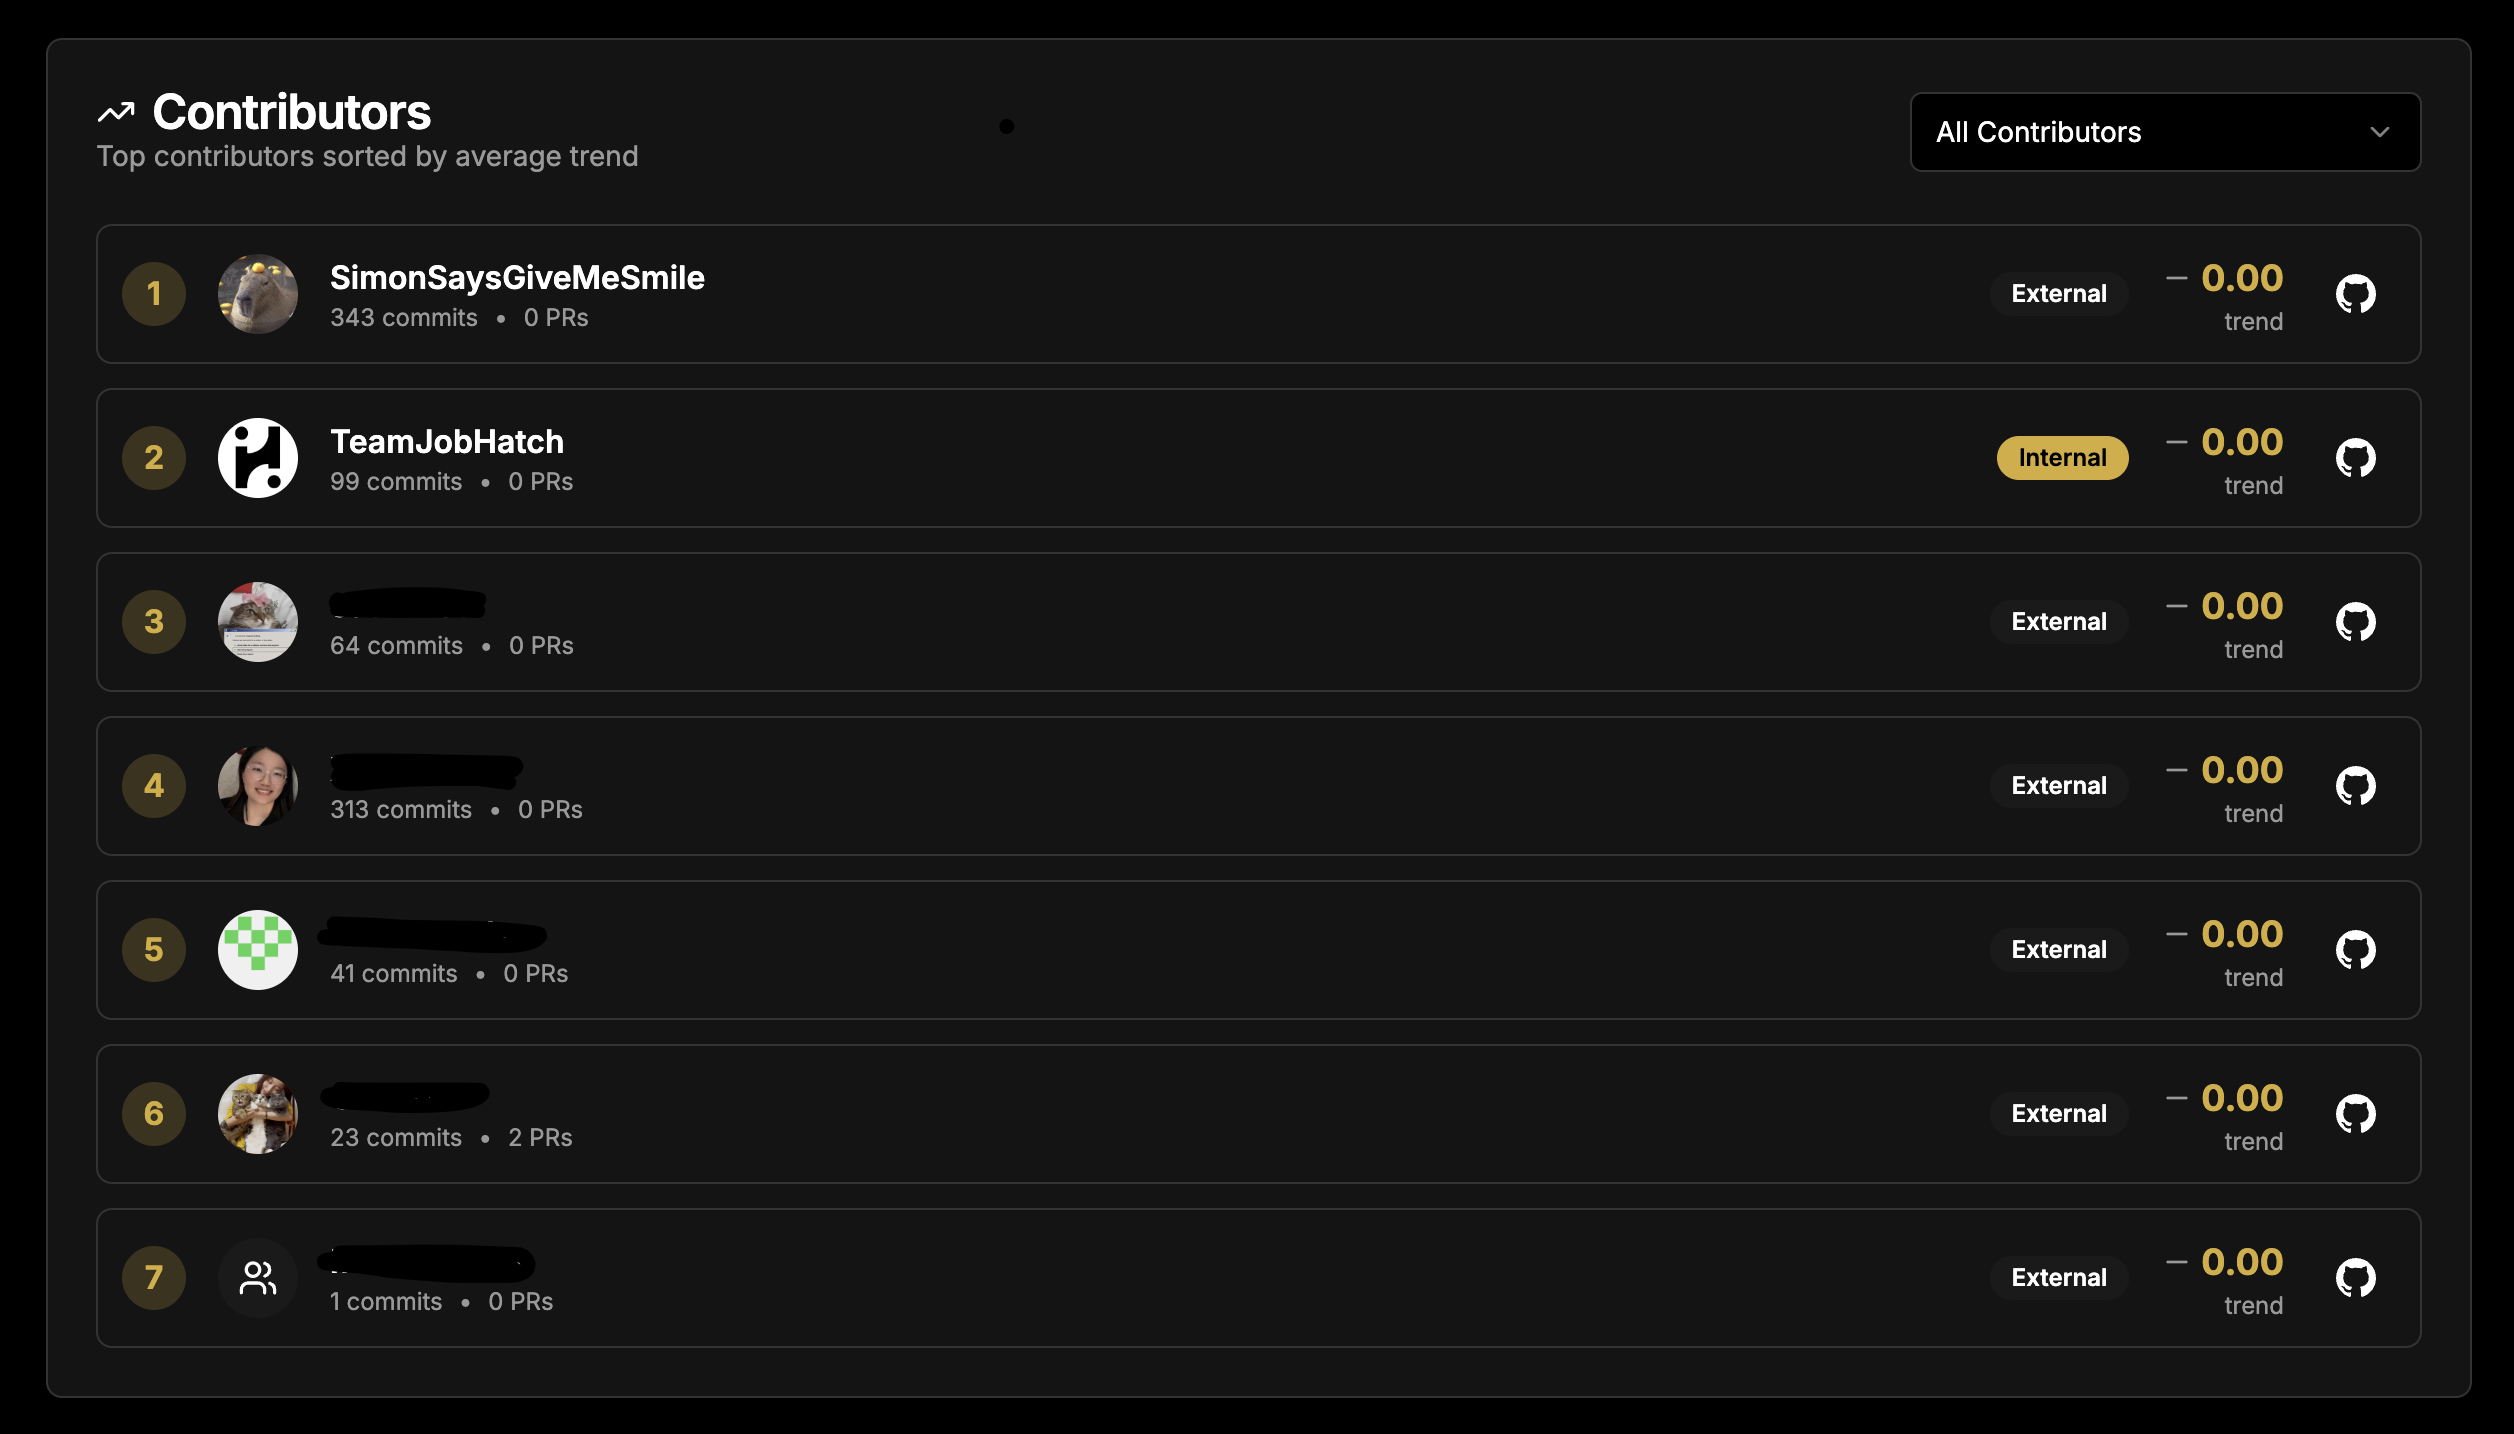 Contributors
Top contributors sorted by average trend
All Contributors
1
SimonSaysGiveMeSmile
343 commits • 0 PRs
External
— 0.00
trend
2
TeamJobHatch
99 commits • 0 PRs
Internal
— 0.00
trend
3
64 commits • 0 PRs
External
— 0.00
trend
4
313 commits • 0 PRs
External
— 0.00
trend
5
41 commits • 0 PRs
External
— 0.00
trend
6
23 commits • 2 PRs
External
— 0.00
trend
7
1 commits • 0 PRs
External
— 0.00
trend